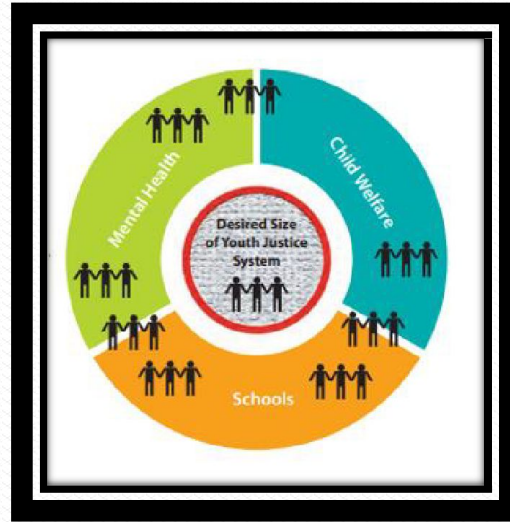 Mental Health
Child Welfare
Desired Size
of Youth Justice
System
Schools